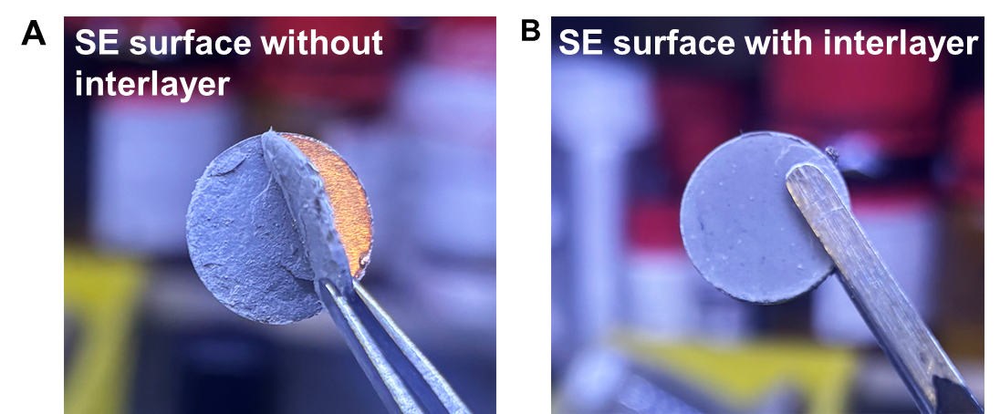 A
SE surface without
interlayer
B
SE surface with interlayer